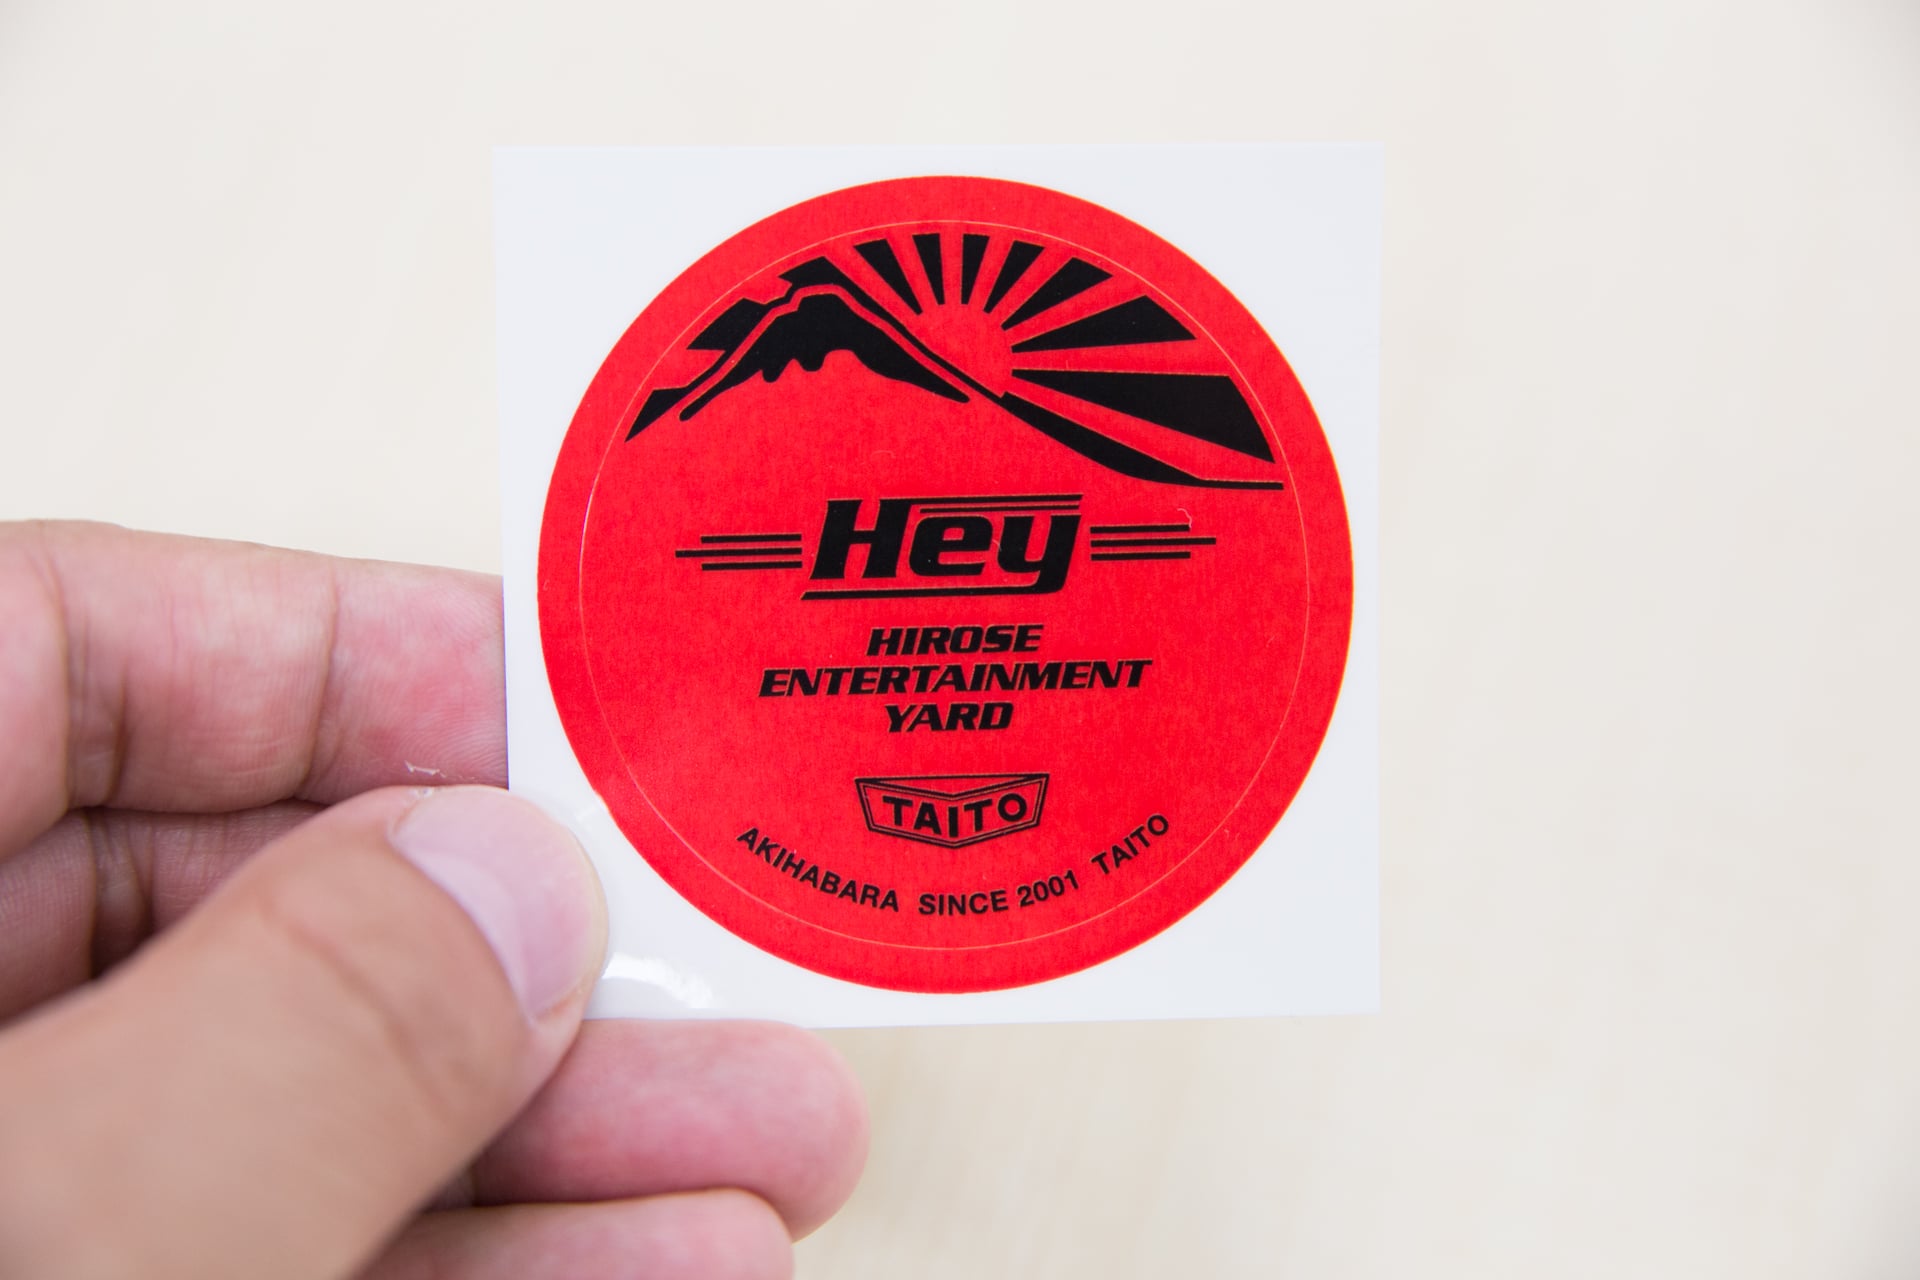 Hey
HIROSE
ENTERTAINMENT
YARD
TAITO
AKIHABARA SINCE 2001 TAITO